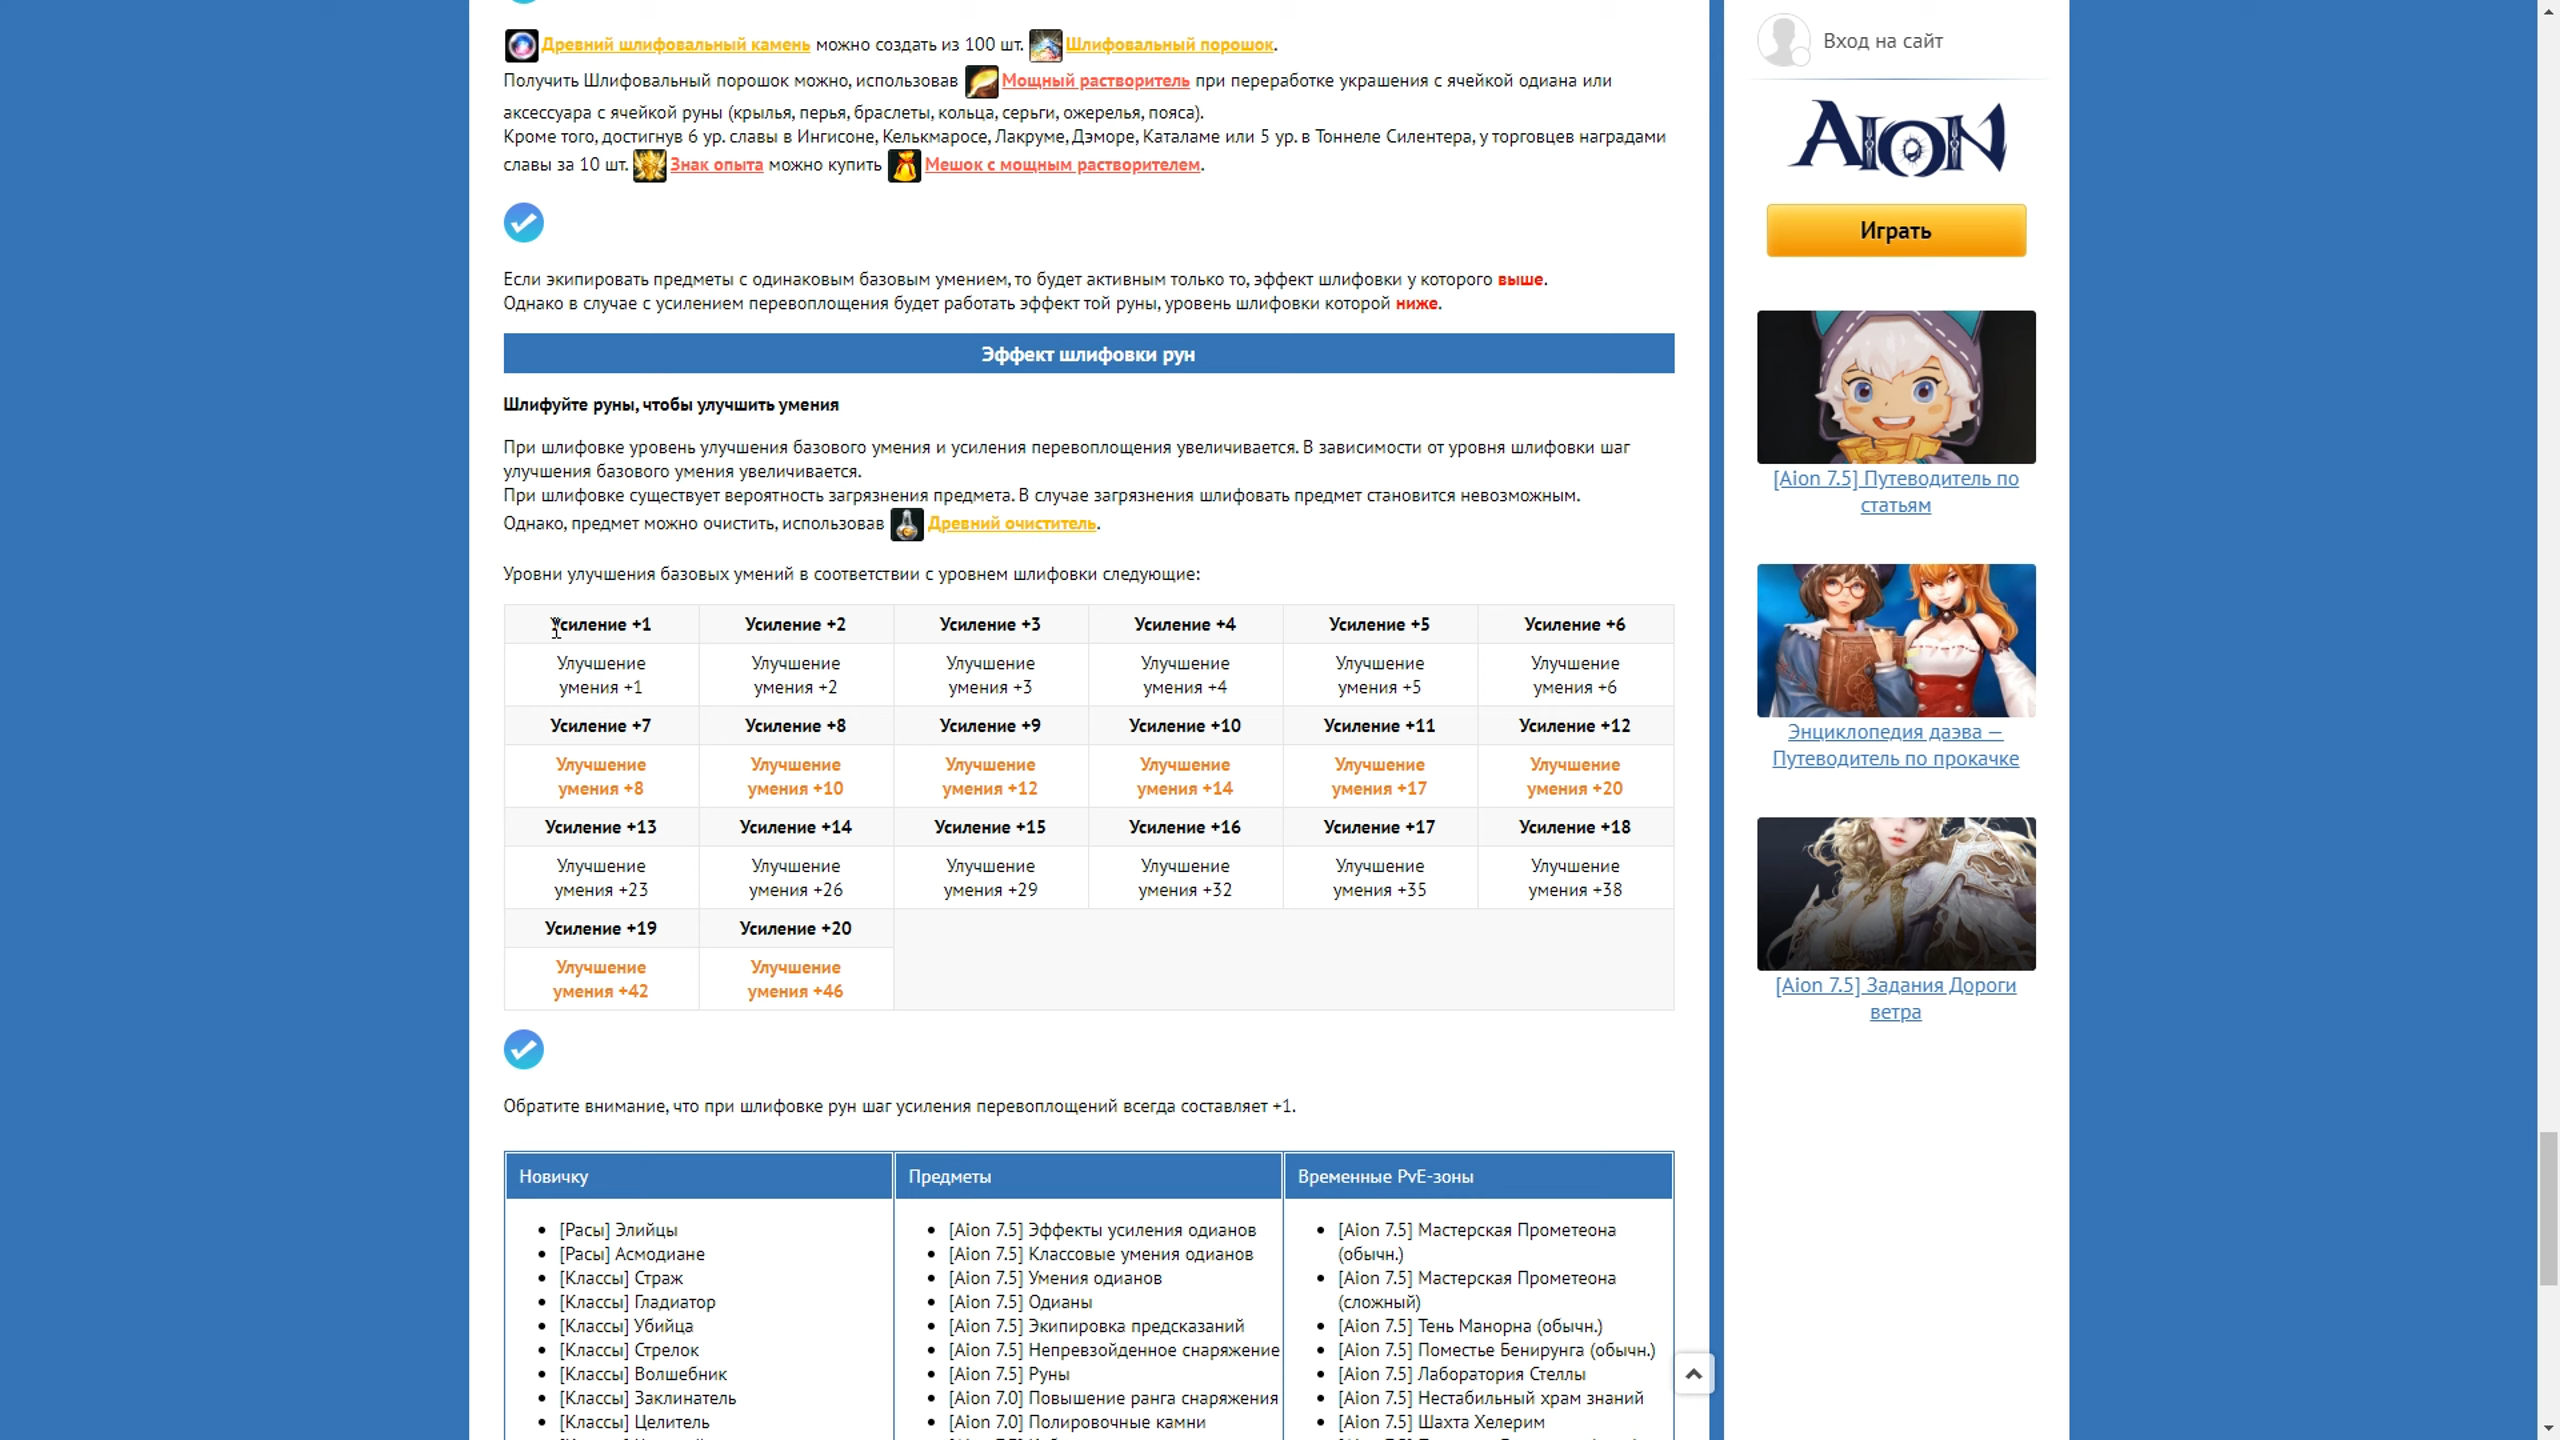 Древний шлифовальный камень можно создать из 100 шт. Шлифовальный порошок.
Получить Шлифовальный порошок можно, использовав Мощный растворитель при переработке украшения с ячейкой одиана или
аксессуара с ячейкой руны (крылья, перья, браслеты, кольца, серьги, ожерелья, пояса).
Кроме того, достигнув 6 ур. славы в Ингисоне, Келькмаросе, Лакруме, Дэморе, Каталаме или 5 ур. в Тоннеле Силентера, у торговцев наградами
славы за 10 шт. Знак опыта можно купить Мешок с мощным растворителем.
Если экипировать предметы с одинаковым базовым умением, то будет активным только то, эффект шлифовки у которого выше.
Однако в случае с усилением перевоплощения будет работать эффект той руны, уровень шлифовки которой ниже.
Эффект шлифовки рун
Шлифуйте руны, чтобы улучшить умения
При шлифовке уровень улучшения базового умения и усиления перевоплощения увеличивается. В зависимости от уровня шлифовки шаг
улучшения базового умения увеличивается.
При шлифовке существует вероятность загрязнения предмета. В случае загрязнения шлифовать предмет становится невозможным.
Однако, предмет можно очистить, использовав Древний очиститель.
Уровни улучшения базовых умений в соответствии с уровнем шлифовки следующие:
Усиление +1 Усиление +2 Усиление +3 Усиление +4 Усиление +5 Усиление +6
Улучшение Улучшение Улучшение Улучшение Улучшение Улучшение
умения +1 умения +2 умения +3 умения +4 умения +5 умения +6
Усиление +7 Усиление +8 Усиление +9 Усиление +10 Усиление +11 Усиление +12
Улучшение Улучшение Улучшение Улучшение Улучшение Улучшение
умения +8 умения +10 умения +12 умения +14 умения +17 умения +20
Усиление +13 Усиление +14 Усиление +15 Усиление +16 Усиление +17 Усиление +18
Улучшение Улучшение Улучшение Улучшение Улучшение Улучшение
умения +23 умения +26 умения +29 умения +32 умения +35 умения +38
Усиление +19 Усиление +20
Улучшение Улучшение
умения +42 умения +46
Обратите внимание, что при шлифовке рун шаг усиления перевоплощений всегда составляет +1.
Новичку
[Расы] Элийцы
[Расы] Асмодиане
[Классы] Страж
[Классы] Гладиатор
[Классы] Убийца
[Классы] Стрелок
[Классы] Волшебник
[Классы] Заклинатель
[Классы] Целитель
Предметы
[Aion 7.5] Эффекты усиления одианов
[Aion 7.5] Классовые умения одианов
[Aion 7.5] Умения одианов
[Aion 7.5] Одианы
[Aion 7.5] Экипировка предсказаний
[Aion 7.5] Непревзойденное снаряжение
[Aion 7.5] Руны
[Aion 7.0] Повышение ранга снаряжения
[Aion 7.0] Полировочные камни
Временные PvE-зоны
[Aion 7.5] Мастерская Прометеона
(обычн.)
[Aion 7.5] Мастерская Прометеона
(сложный)
[Aion 7.5] Тень Манорна (обычн.)
[Aion 7.5] Поместье Бенирунга (обычн.)
[Aion 7.5] Лаборатория Стеллы
[Aion 7.5] Нестабильный храм знаний
[Aion 7.5] Шахта Хелерим
Вход на сайт
AION
Играть
[Aion 7.5] Путеводитель по
статьям
Энциклопедия даэва —
Путеводитель по прокачке
[Aion 7.5] Задания Дороги
ветра